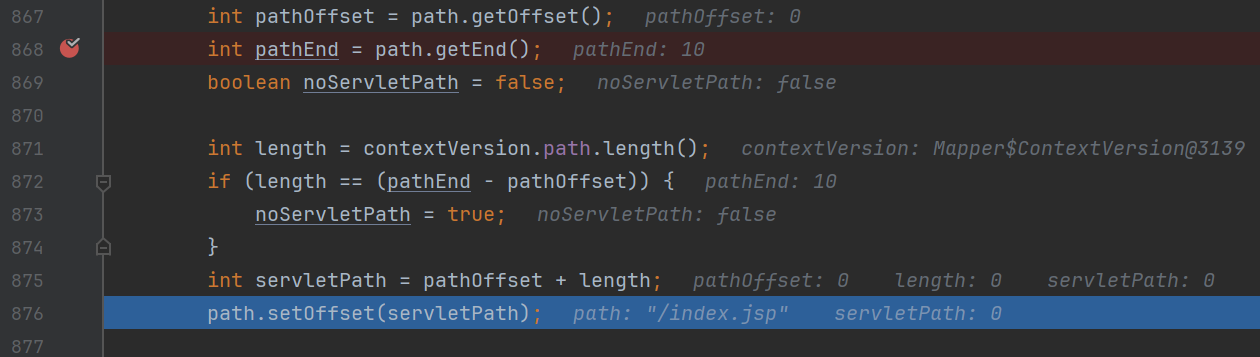 867 int pathOffset = path.getOffset(); pathOffset: 0
868 int pathEnd = path.getEnd(); pathEnd: 10
869 boolean noServletPath = false; noServletPath: false
870
871 int length = contextVersion.path.length(); contextVersion: Mapper$ContextVersion@3139
872 if (length == (pathEnd - pathOffset)) { pathEnd: 10
873 noServletPath = true; noServletPath: false
874 }
875 int servletPath = pathOffset + length; pathOffset: 0 length: 0 servletPath: 0
876 path.setOffset(servletPath); path: "/index.jsp" servletPath: 0
877